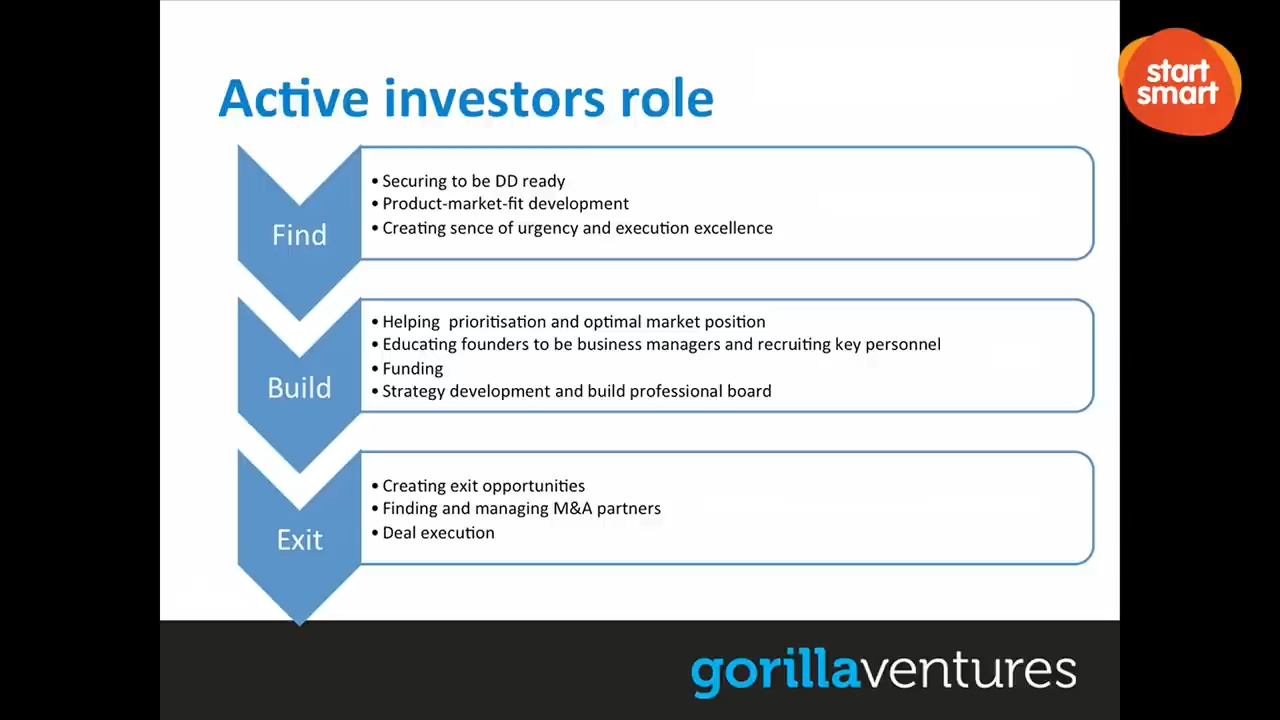 start
smart
Active investors role
Find
• Securing to be DD ready
• Product-market-fit development
• Creating sence of urgency and execution excellence
Build
• Helping  prioritisation and optimal market position
• Educating founders to be business managers and recruiting key personnel
• Funding
• Strategy development and build professional board
Exit
• Creating exit opportunities
• Finding and managing M&A partners
• Deal execution
gorillaventures